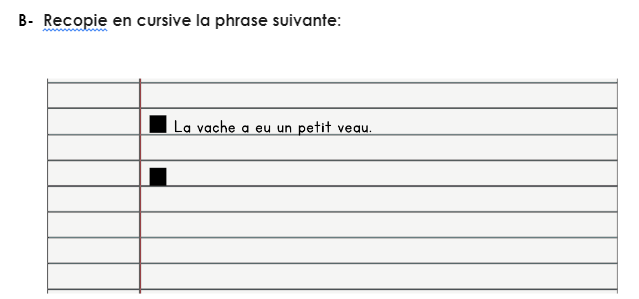 B- Recopie en cursive la phrase suivante:
La vache a eu un petit veau.